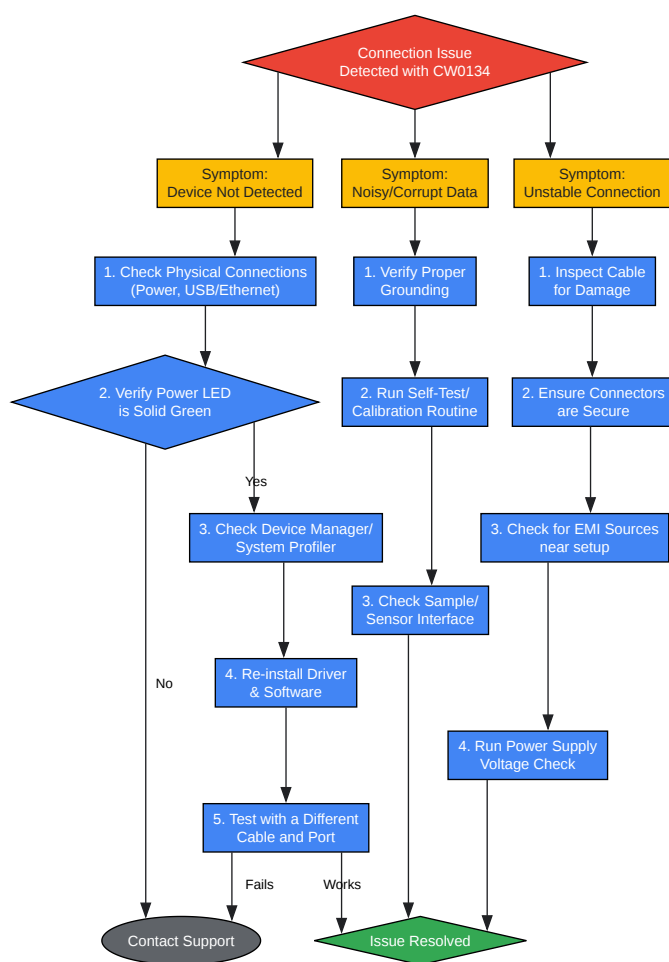 Connection Issue
Detected with CW0134
Symptom:
Device Not Detected
Symptom:
Noisy/Corrupt Data
Symptom:
Unstable Connection
1. Check Physical Connections
(Power, USB/Ethernet)
1. Verify Proper
Grounding
1. Inspect Cable
for Damage
2. Verify Power LED
is Solid Green
2. Run Self-Test/
Calibration Routine
2. Ensure Connectors
are Secure
Yes
3. Check Device Manager/
System Profiler
3. Check for EMI Sources
near setup
3. Check Sample/
Sensor Interface
No
4. Re-install Driver
& Software
4. Run Power Supply
Voltage Check
5. Test with a Different
Cable and Port
Fails
Works
Contact Support
Issue Resolved